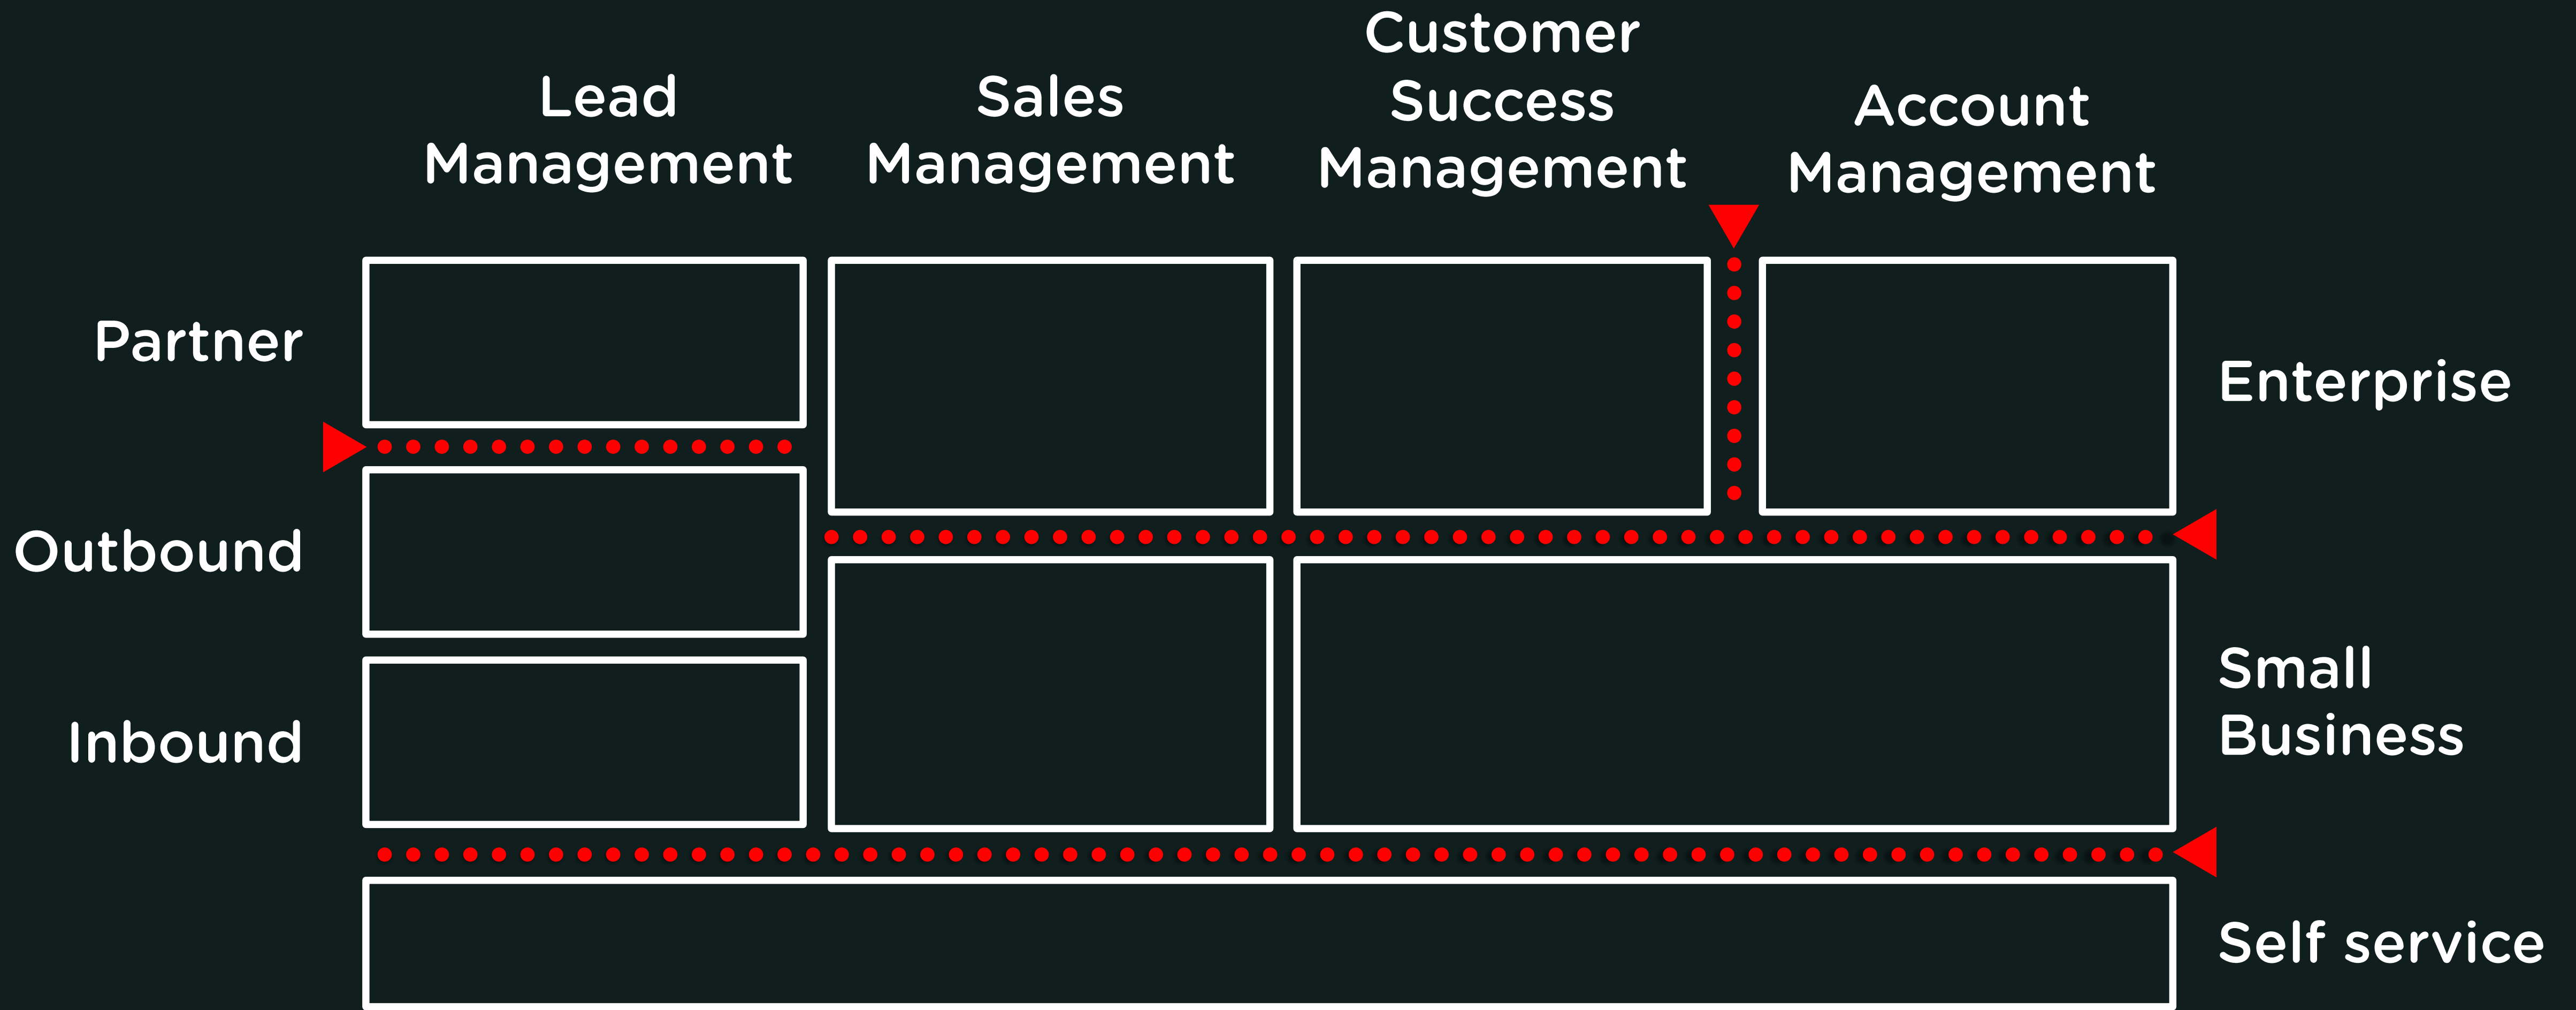 Lead
Management
Sales
Management
Customer
Success
Management
Account
Management
Partner
Outbound
Inbound
Enterprise
Small
Business
Self service